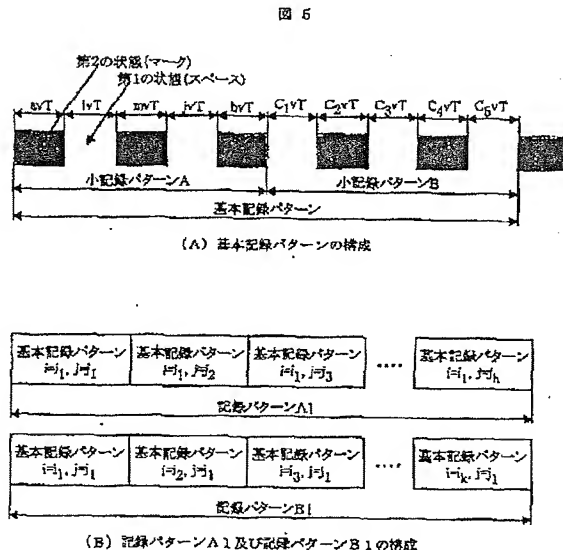 図 5
第2の状態(マーク)
第1の状態(スペース)
avT ivT mvT jvT bvT C₁vT C₂vT C₃vT C₄vT C₅vT
小記録パターンA 小記録パターンB
基本記録パターン
(A) 基本記録パターンの構成
基本記録パターン 基本記録パターン 基本記録パターン 基本記録パターン
i=i₁, j=j₁ i=i₁, j=j₂ i=i₁, j=j₃ ‥‥ i=i₁, j=jₕ
記録パターンA1
基本記録パターン 基本記録パターン 基本記録パターン 基本記録パターン
i=i₁, j=j₁ i=i₂, j=j₁ i=i₃, j=j₁ ‥‥ i=iₖ, j=j₁
記録パターンB1
(B) 記録パターンA1及び記録パターンB1の構成